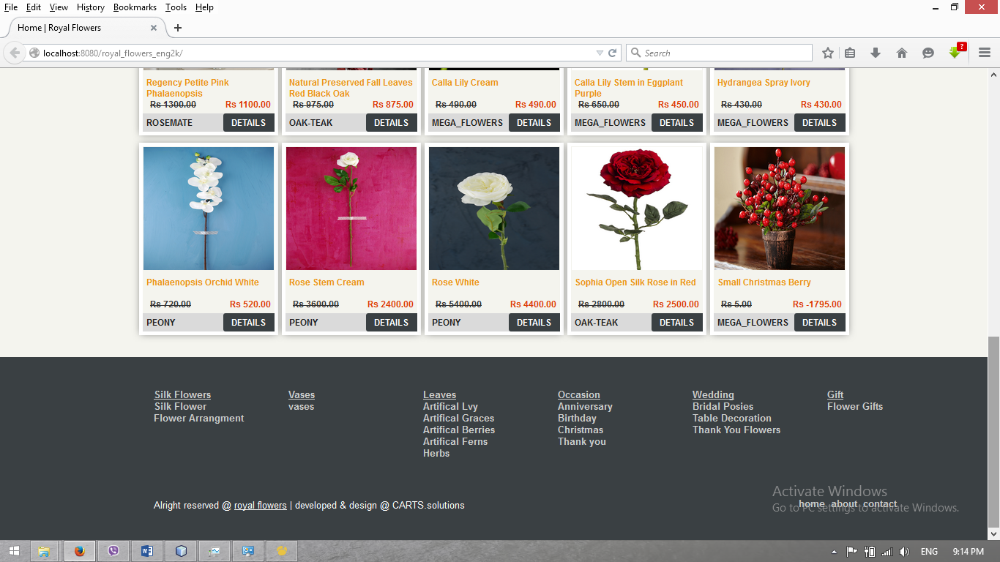 File Edit View History Bookmarks Tools Help
Home | Royal Flowers
localhost:8080/royal_flowers_eng2k/
Search
?
Regency Petite Pink Phalaenopsis
Rs 1300.00 Rs 1100.00
ROSEMATE DETAILS
Natural Preserved Fall Leaves Red Black Oak
Rs 975.00 Rs 875.00
OAK-TEAK DETAILS
Calla Lily Cream
Rs 490.00 Rs 490.00
MEGA_FLOWERS DETAILS
Calla Lily Stem in Eggplant Purple
Rs 650.00 Rs 450.00
MEGA_FLOWERS DETAILS
Hydrangea Spray Ivory
Rs 430.00 Rs 430.00
MEGA_FLOWERS DETAILS
Phalaenopsis Orchid White
Rs 720.00 Rs 520.00
PEONY DETAILS
Rose Stem Cream
Rs 3600.00 Rs 2400.00
PEONY DETAILS
Rose White
Rs 5400.00 Rs 4400.00
PEONY DETAILS
Sophia Open Silk Rose in Red
Rs 2800.00 Rs 2500.00
OAK-TEAK DETAILS
Small Christmas Berry
Rs 5.00 Rs -1795.00
MEGA_FLOWERS DETAILS
Silk Flowers
Silk Flower
Flower Arrangment
Vases
vases
Leaves
Artifical Lvy
Artifical Graces
Artifical Berries
Artifical Ferns
Herbs
Occasion
Anniversary
Birthday
Christmas
Thank you
Wedding
Bridal Posies
Table Decoration
Thank You Flowers
Gift
Flower Gifts
Alright reserved @ royal flowers | developed & design @ CARTS.solutions
home about contact
Activate Windows
Go to PC settings to activate Windows.
ENG 9:14 PM